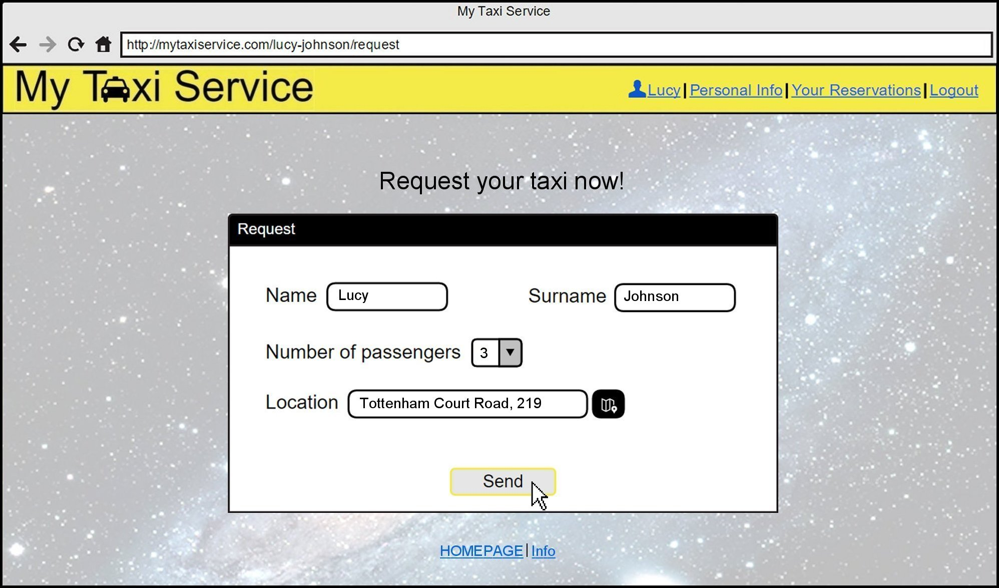 My Taxi Service
http://mytaxiservice.com/lucy-johnson/request
My Taxi Service
Lucy | Personal Info | Your Reservations | Logout
Request your taxi now!
Request
Name Lucy Surname Johnson
Number of passengers 3
Location Tottenham Court Road, 219
Send
HOMEPAGE | Info